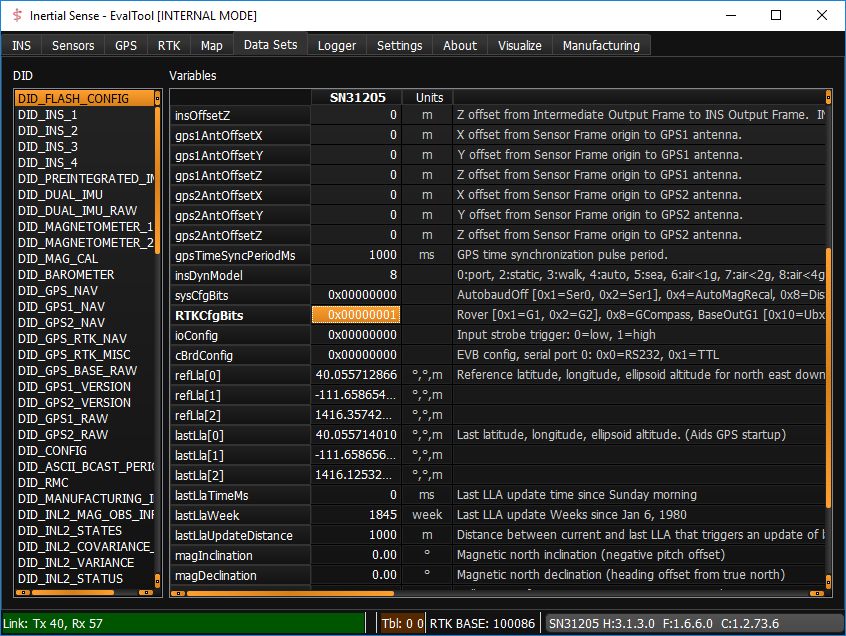 Inertial Sense - EvalTool [INTERNAL MODE]
INS Sensors GPS RTK Map Data Sets Logger Settings About Visualize Manufacturing
DID
DID_FLASH_CONFIG
DID_INS_1
DID_INS_2
DID_INS_3
DID_INS_4
DID_PREINTEGRATED_IN
DID_DUAL_IMU
DID_DUAL_IMU_RAW
DID_MAGNETOMETER_1
DID_MAGNETOMETER_2
DID_MAG_CAL
DID_BAROMETER
DID_GPS_NAV
DID_GPS1_NAV
DID_GPS2_NAV
DID_GPS_RTK_NAV
DID_GPS_RTK_MISC
DID_GPS_BASE_RAW
DID_GPS1_VERSION
DID_GPS2_VERSION
DID_GPS1_RAW
DID_GPS2_RAW
DID_CONFIG
DID_ASCII_BCAST_PERIO
DID_RMC
DID_MANUFACTURING_I
DID_INL2_MAG_OBS_INF
DID_INL2_STATES
DID_INL2_COVARIANCE_
DID_INL2_VARIANCE
DID_INL2_STATUS
Variables
SN31205 Units
insOffsetZ 0 m Z offset from Intermediate Output Frame to INS Output Frame. IN
gps1AntOffsetX 0 m X offset from Sensor Frame origin to GPS1 antenna.
gps1AntOffsetY 0 m Y offset from Sensor Frame origin to GPS1 antenna.
gps1AntOffsetZ 0 m Z offset from Sensor Frame origin to GPS1 antenna.
gps2AntOffsetX 0 m X offset from Sensor Frame origin to GPS2 antenna.
gps2AntOffsetY 0 m Y offset from Sensor Frame origin to GPS2 antenna.
gps2AntOffsetZ 0 m Z offset from Sensor Frame origin to GPS2 antenna.
gpsTimeSyncPeriodMs 1000 ms GPS time synchronization pulse period.
insDynModel 8 0:port, 2:static, 3:walk, 4:auto, 5:sea, 6:air<1g, 7:air<2g, 8:air<4g
sysCfgBits 0x00000000 AutobaudOff [0x1=Ser0, 0x2=Ser1], 0x4=AutoMagRecal, 0x8=Dis
RTKCfgBits 0x00000001 Rover [0x1=G1, 0x2=G2], 0x8=GCompass, BaseOutG1 [0x10=Ubx
ioConfig 0x00000000 Input strobe trigger: 0=low, 1=high
cBrdConfig 0x00000000 EVB config, serial port 0: 0x0=RS232, 0x1=TTL
refLla[0] 40.055712866 °,°,m Reference latitude, longitude, ellipsoid altitude for north east down
refLla[1] -111.658654... °,°,m
refLla[2] 1416.35742... °,°,m
lastLla[0] 40.055714010 °,°,m Last latitude, longitude, ellipsoid altitude. (Aids GPS startup)
lastLla[1] -111.658656... °,°,m
lastLla[2] 1416.12532... °,°,m
lastLlaTimeMs 0 ms Last LLA update time since Sunday morning
lastLlaWeek 1845 week Last LLA update Weeks since Jan 6, 1980
lastLlaUpdateDistance 1000 m Distance between current and last LLA that triggers an update of l
magInclination 0.00 ° Magnetic north inclination (negative pitch offset)
magDeclination 0.00 ° Magnetic north declination (heading offset from true north)
Link: Tx 40, Rx 57 Tbl: 0 0 RTK BASE: 100086 SN31205 H:3.1.3.0 F:1.6.6.0 C:1.2.73.6